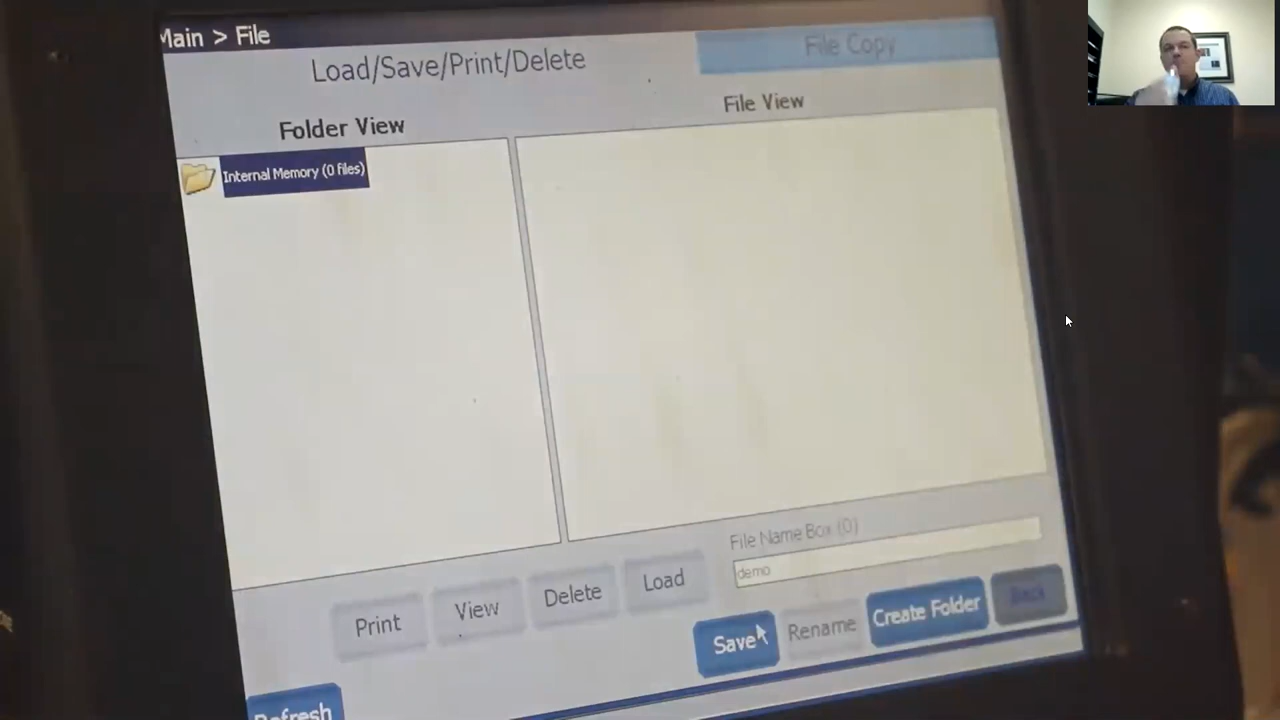 Main > File
Load/Save/Print/Delete
File Copy
Folder View
File View
Internal Memory (0 files)
File Name Box (0)
demo
Print
View
Delete
Load
Save
Rename
Create Folder
Back
Refresh